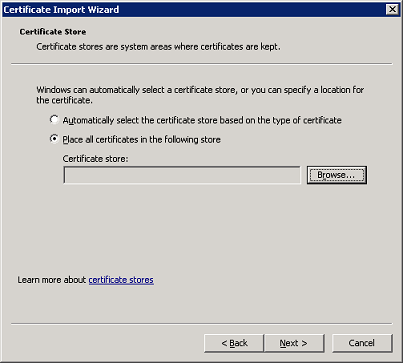 Certificate Import Wizard
Certificate Store
Certificate stores are system areas where certificates are kept.
Windows can automatically select a certificate store, or you can specify a location for
the certificate.
Automatically select the certificate store based on the type of certificate
Place all certificates in the following store
Certificate store:
Browse...
Learn more about certificate stores
< Back
Next >
Cancel